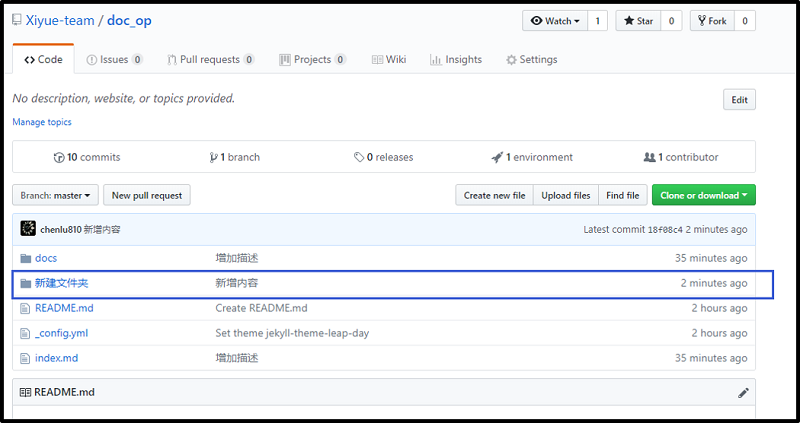 Xiyue-team / doc_op Watch 1 Star 0 Fork 0
Code Issues 0 Pull requests 0 Projects 0 Wiki Insights Settings
No description, website, or topics provided. Edit
Manage topics
10 commits 1 branch 0 releases 1 environment 1 contributor
Branch: master New pull request Create new file Upload files Find file Clone or download
chenlu810 新增内容 Latest commit 18f08c4 2 minutes ago
docs 增加描述 35 minutes ago
新建文件夹 新增内容 2 minutes ago
README.md Create README.md 2 hours ago
_config.yml Set theme jekyll-theme-leap-day 2 hours ago
index.md 增加描述 35 minutes ago
README.md